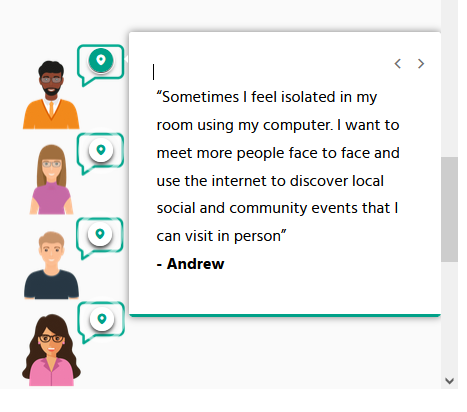 “Sometimes I feel isolated in my
room using my computer. I want to
meet more people face to face and
use the internet to discover local
social and community events that I
can visit in person”
- Andrew